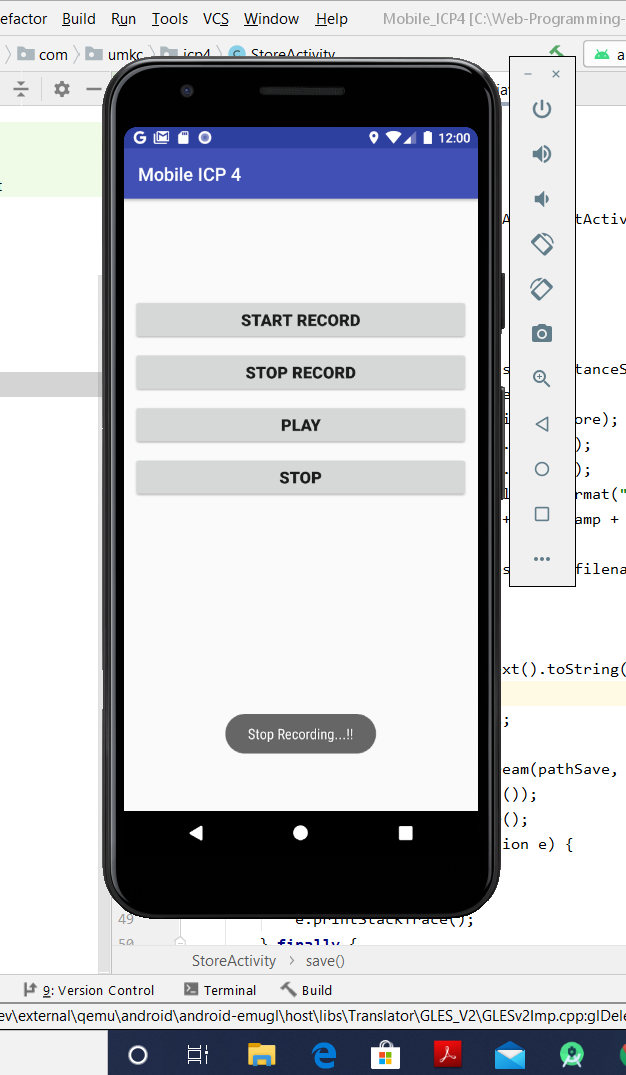 efactor Build Run Tools VCS Window Help Mobile_ICP4 [C:\Web-Programming-
com umkc icp4 StoreActivity
12:00
Mobile ICP 4
tActiv
START RECORD
tanceS
STOP RECORD
ore);
PLAY
);
);
STOP
rmat("
+ amp +
filena
xt().toString(
;
Stop Recording...!!
eam(pathSave,
());
();
ion e) {
49 e.printStackTrace();
50 } finally {
StoreActivity save()
9: Version Control Terminal Build
ev\external\qemu\android\android-emugl\host\libs\Translator\GLES_V2\GLESv2Imp.cpp:glDele